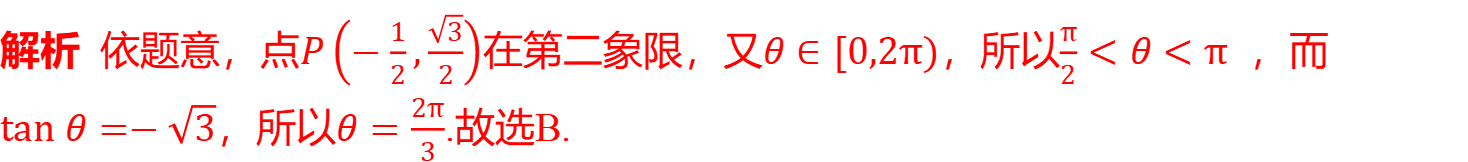 解析 依题意，点P(−1/2,√3/2)在第二象限，又θ ∈ [0,2π)，所以π/2 < θ < π ，而
tan θ =− √3，所以θ = 2π/3.故选B.